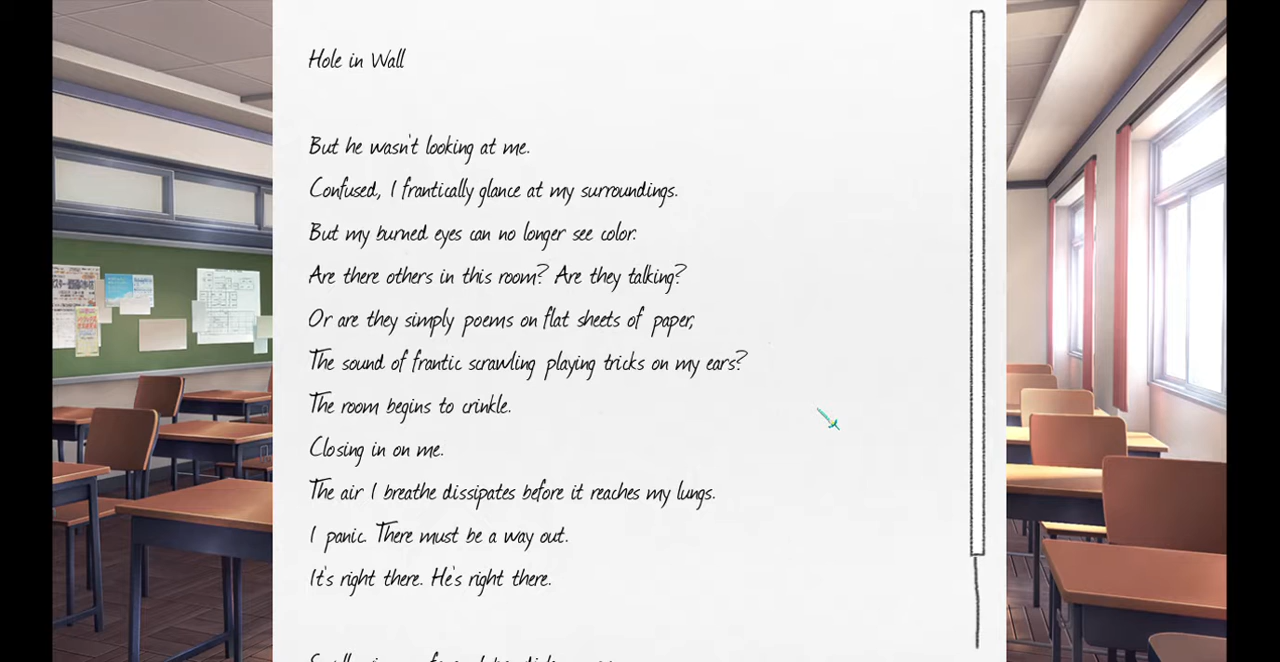 Hole in Wall
But he wasn't looking at me.
Confused, I frantically glance at my surroundings.
But my burned eyes can no longer see color.
Are there others in this room? Are they talking?
Or are they simply poems on flat sheets of paper,
The sound of frantic scrawling playing tricks on my ears?
The room begins to crinkle.
Closing in on me.
The air I breathe dissipates before it reaches my lungs.
I panic. There must be a way out.
It's right there. He's right there.